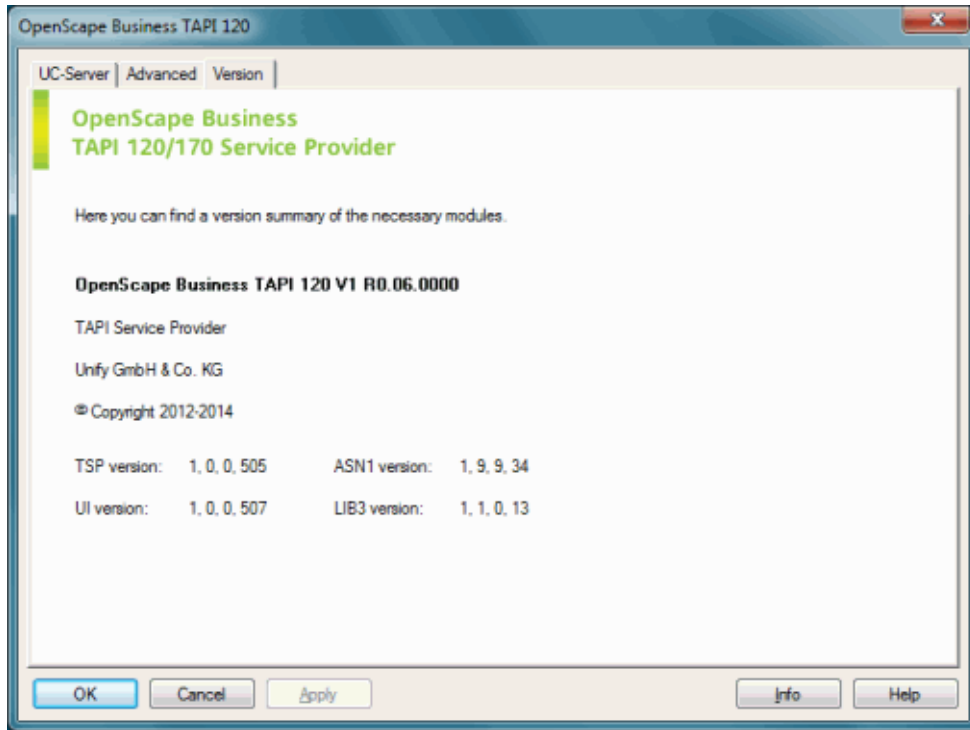 OpenScape Business TAPI 120
UC-Server Advanced Version
OpenScape Business
TAPI 120/170 Service Provider
Here you can find a version summary of the necessary modules.
OpenScape Business TAPI 120 V1 R0.06.0000
TAPI Service Provider
Unify GmbH & Co. KG
© Copyright 2012-2014
TSP version: 1, 0, 0, 505 ASN1 version: 1, 9, 9, 34
UI version: 1, 0, 0, 507 LIB3 version: 1, 1, 0, 13
OK Cancel Apply Info Help